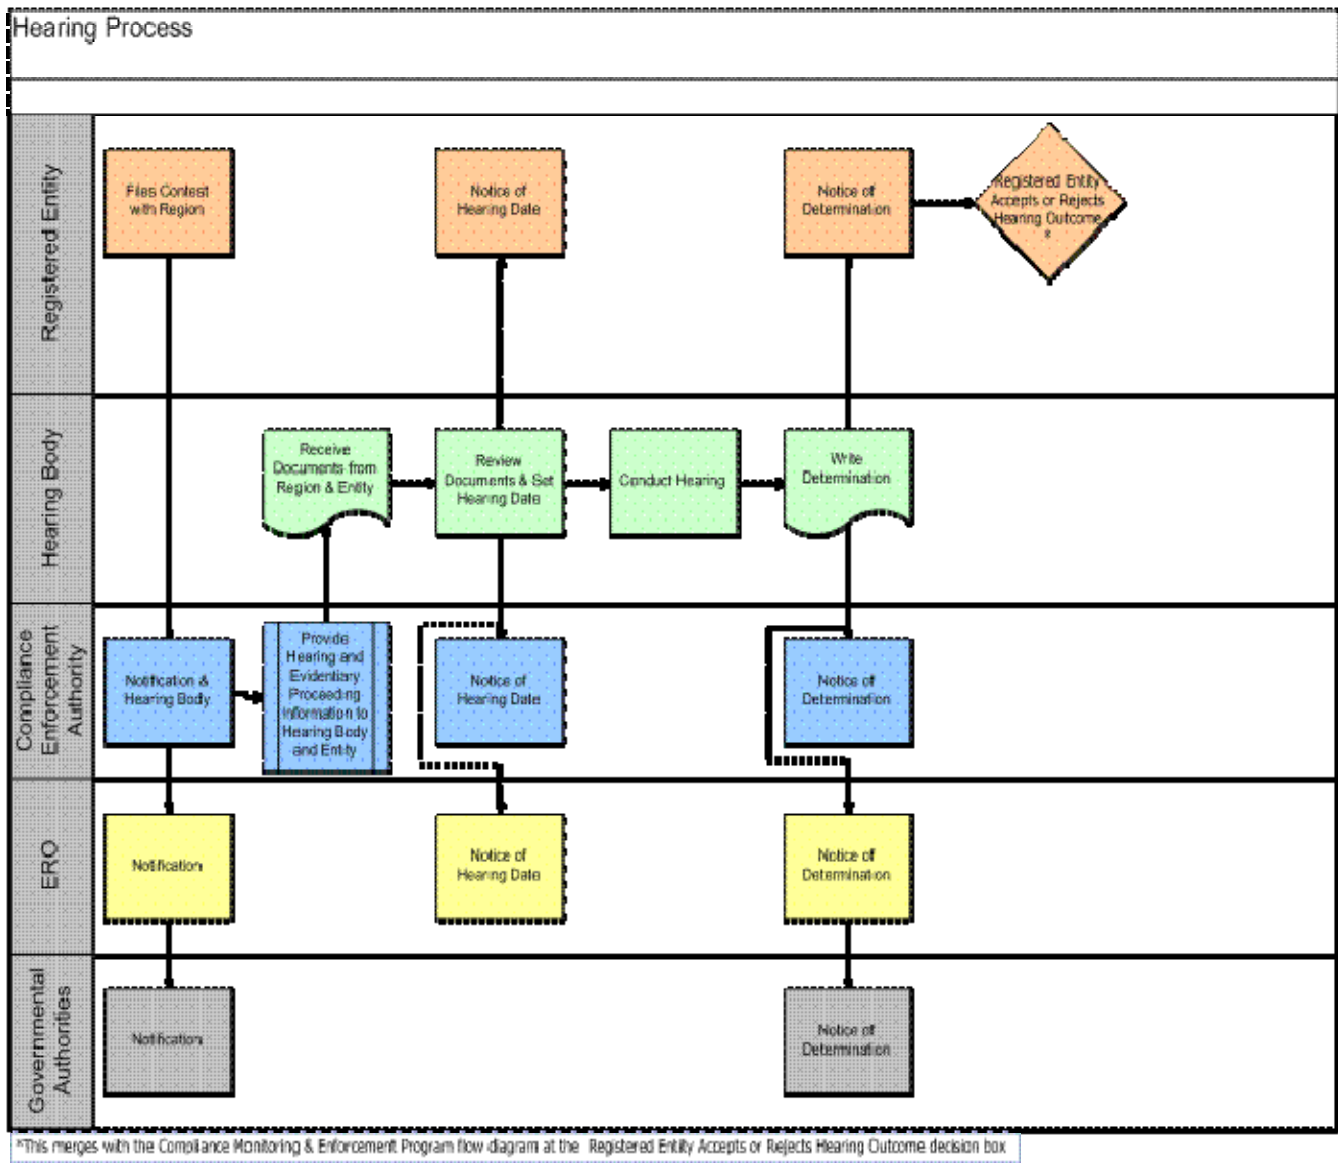 Hearing Process
Registered Entity
Files Contest
with Region
Notice of
Hearing Date
Notice of
Determination
Registered Entity
Accepts or Rejects
Hearing Outcome
*
Hearing Body
Receive
Documents from
Region & Entity
Review
Documents & Set
Hearing Date
Conduct Hearing
Write
Determination
Compliance
Enforcement
Authority
Notification &
Hearing Body
Provide
Hearing and
Evidentiary
Proceeding
Information to
Hearing Body
and Entity
Notice of
Hearing Date
Notice of
Determination
ERO
Notification
Notice of
Hearing Date
Notice of
Determination
Governmental
Authorities
Notification
Notice of
Determination
*This merges with the Compliance Monitoring & Enforcement Program flow diagram at the Registered Entity Accepts or Rejects Hearing Outcome decision box